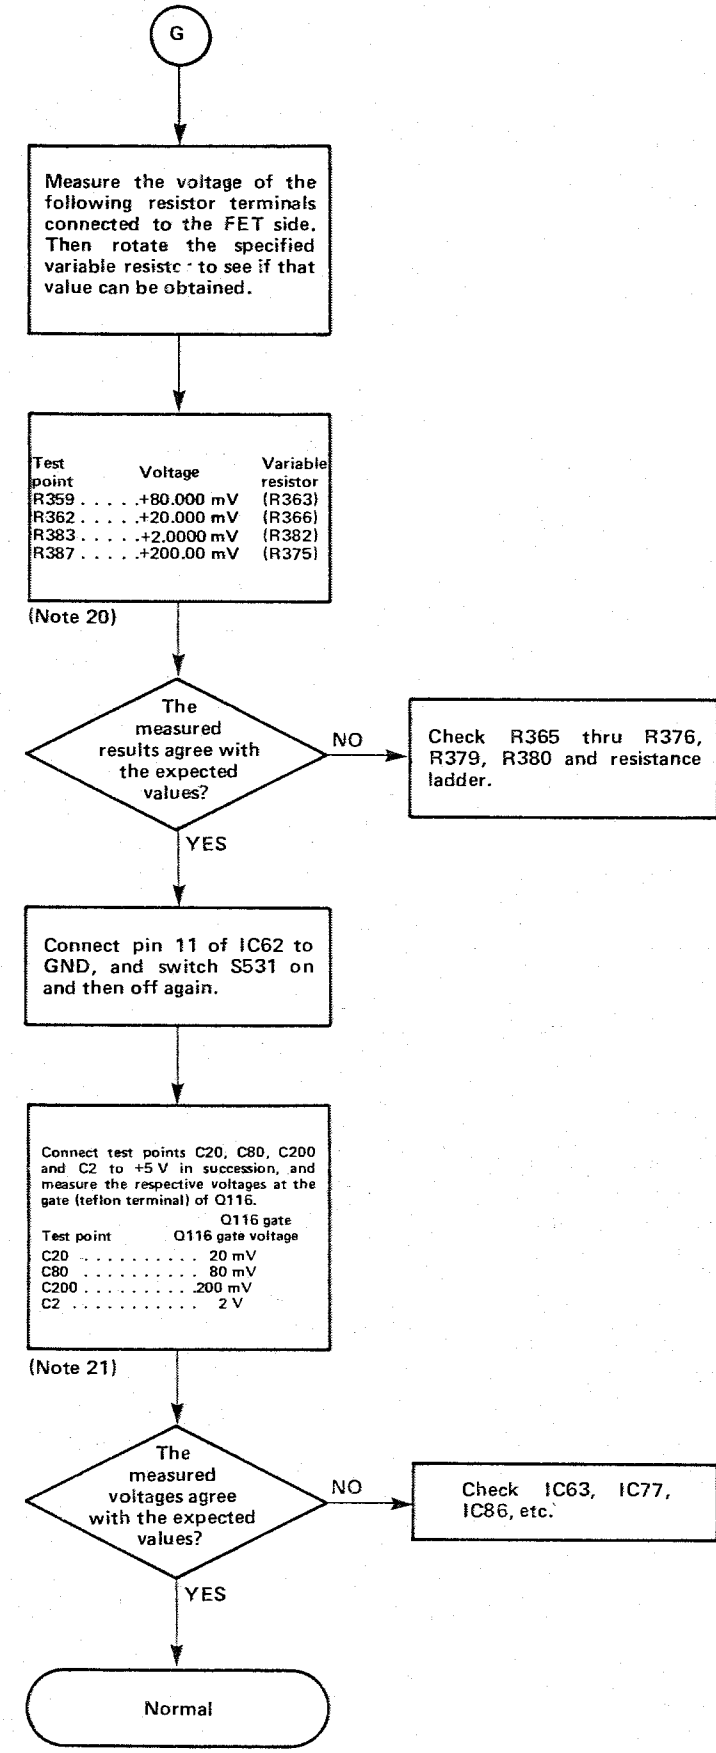 G
Measure the voltage of the
following resistor terminals
connected to the FET side.
Then rotate the specified
variable to see if that
value can be obtained.
Test point Voltage Variable resistor
R359 . . . . .+80.000 mV (R363)
R362 . . . . .+20.000 mV (R366)
R383 . . . . .+2.0000 mV (R382)
R387 . . . . .+200.00 mV (R375)
(Note 20)
The
measured
results agree with
the expected
values?
NO
Check R365 thru R376,
R379, R380 and resistance
ladder.
YES
Connect pin 11 of IC62 to
GND, and switch S531 on
and then off again.
Connect test points C20, C80, C200
and C2 to +5 V in succession, and
measure the respective voltages at the
gate (teflon terminal) of Q116.
Q116 gate
Test point Q116 gate voltage
C20 . . . . . . . . . . 20 mV
C80 . . . . . . . . . . 80 mV
C200 . . . . . . . . . .200 mV
C2 . . . . . . . . . . . 2 V
(Note 21)
The
measured
voltages agree
with the expected
values?
NO
Check IC63, IC77,
IC86, etc.
YES
Normal